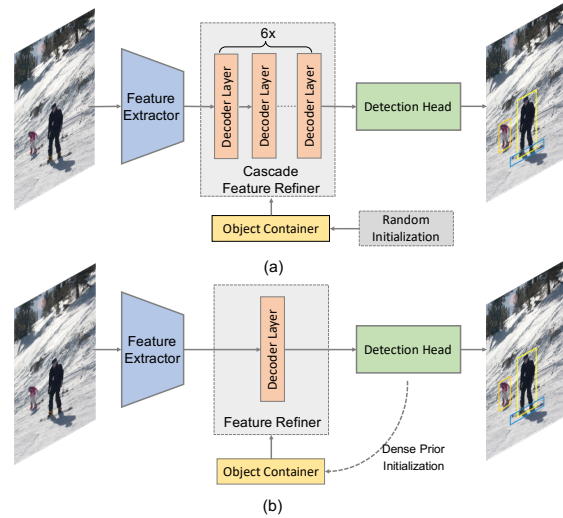 6x
Feature
Extractor
Decoder Layer
Decoder Layer
Decoder Layer
Detection Head
Cascade
Feature Refiner
Object Container
Random
Initialization
(a)
Feature
Extractor
Decoder Layer
Detection Head
Feature Refiner
Dense Prior
Initialization
Object Container
(b)